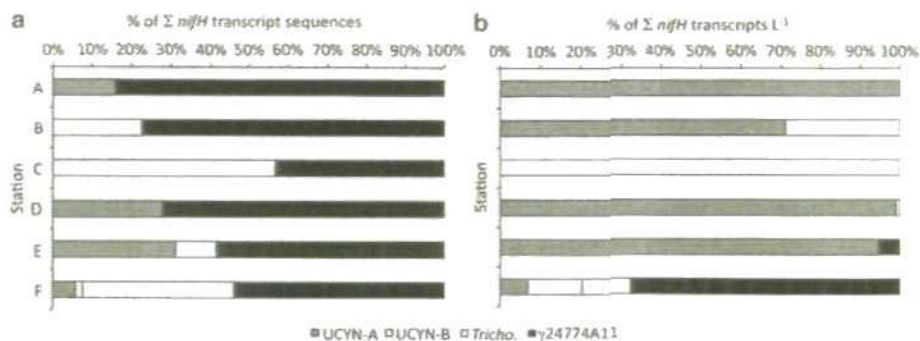 a
% of Σ nifH transcript sequences
0% 10% 20% 30% 40% 50% 60% 70% 80% 90% 100%
Station
A
B
C
D
E
F
b
% of Σ nifH transcripts L⁻¹
0% 10% 20% 30% 40% 50% 60% 70% 80% 90% 100%
Station
UCYN-A UCYN-B Tricho. γ24774A11